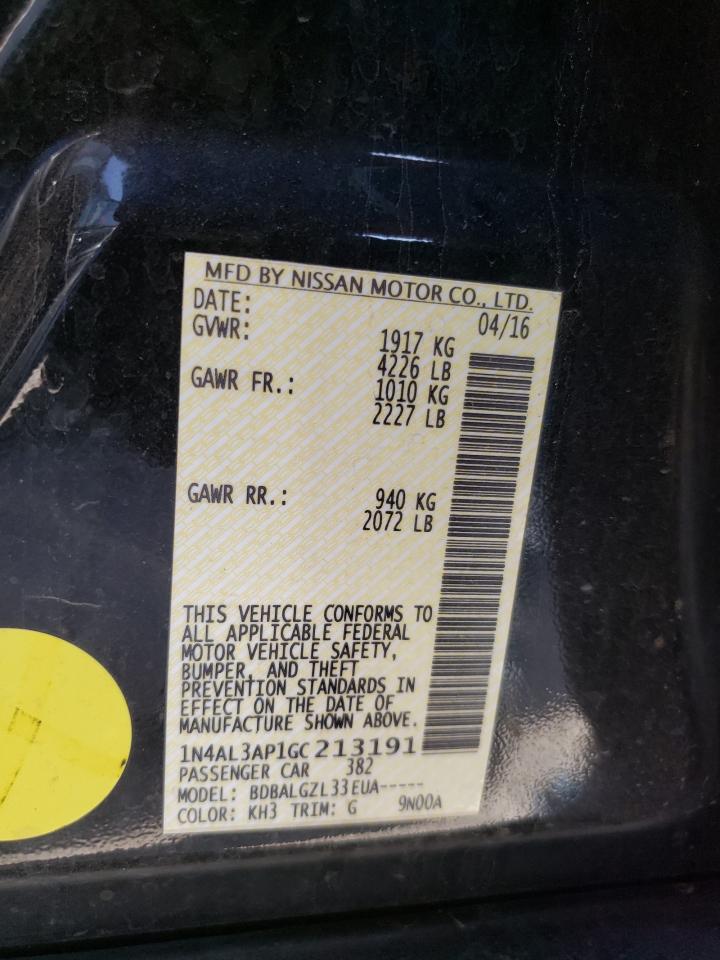 MFD BY NISSAN MOTOR CO., LTD.
DATE: 04/16
GVWR: 1917 KG
4226 LB
GAWR FR.: 1010 KG
2227 LB
GAWR RR.: 940 KG
2072 LB
THIS VEHICLE CONFORMS TO
ALL APPLICABLE FEDERAL
MOTOR VEHICLE SAFETY,
BUMPER, AND THEFT
PREVENTION STANDARDS IN
EFFECT ON THE DATE OF
MANUFACTURE SHOWN ABOVE.
1N4AL3AP1GC213191
PASSENGER CAR 382
MODEL: BDBALGZL33EUA-----
COLOR: KH3 TRIM: G 9N00A